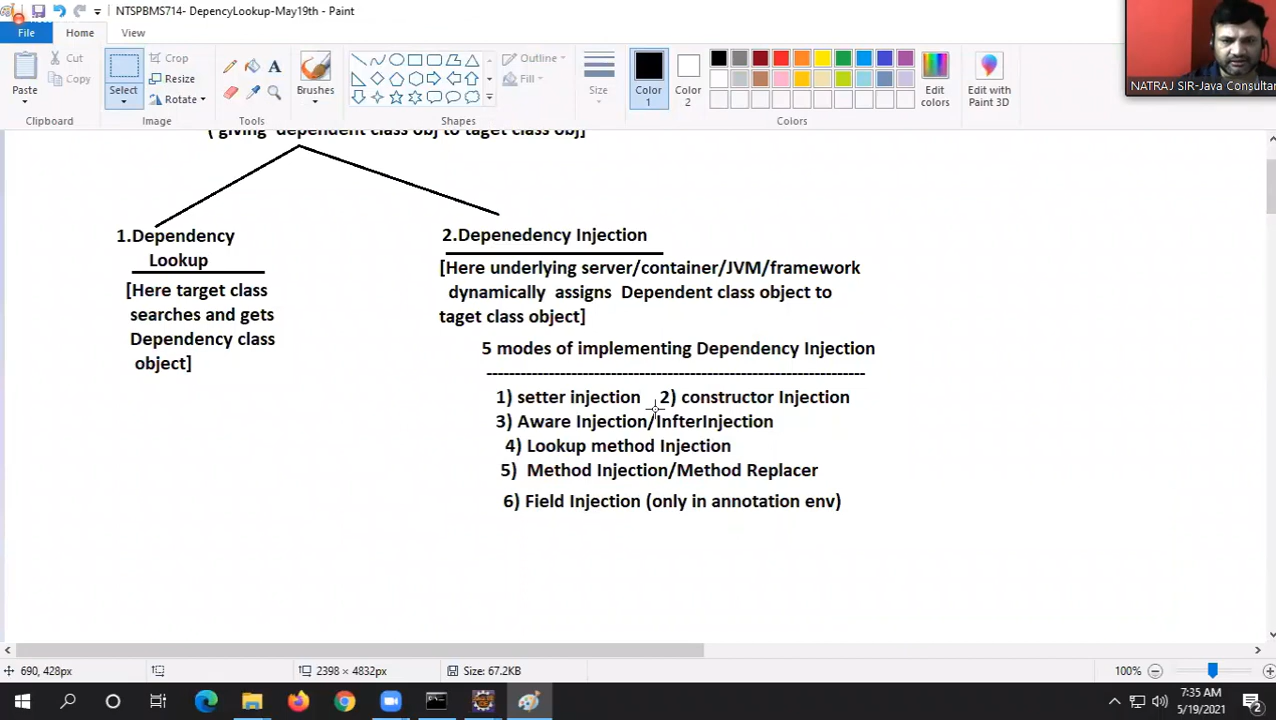 NTSPBMS714- DepencyLookup-May19th - Paint
File
Home
View
Paste
Cut
Copy
Clipboard
Select
Crop
Resize
Rotate
Image
Tools
Brushes
Outline
Fill
Shapes
Size
Color 1
Color 2
Edit colors
Colors
Edit with Paint 3D
NATRAJ SIR-Java Consultan
( giving dependent class obj to taget class obj]
1.Dependency
Lookup
[Here target class
searches and gets
Dependency class
object]
2.Depenedency Injection
[Here underlying server/container/JVM/framework
dynamically assigns Dependent class object to
taget class object]
5 modes of implementing Dependency Injection
-------------------------------------------------------------------
1) setter injection 2) constructor Injection
3) Aware Injection/InfterInjection
4) Lookup method Injection
5) Method Injection/Method Replacer
6) Field Injection (only in annotation env)
690, 428px
2398 × 4832px
Size: 67.2KB
100%
7:35 AM
5/19/2021
2